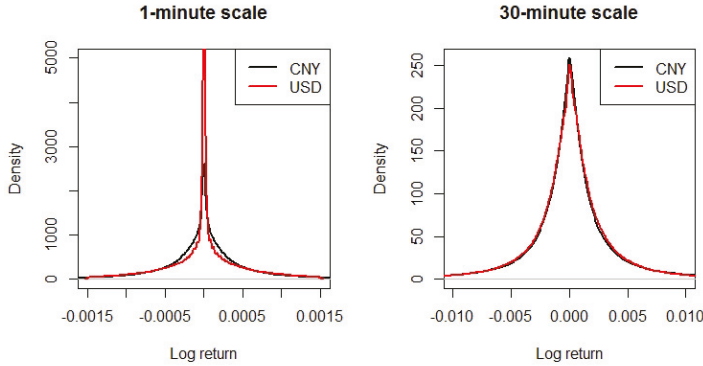 1-minute scale
30-minute scale
CNY
USD
CNY
USD
Density
5000
3000
1000
0
-0.0015
-0.0005
0.0005
0.0015
Log return
Density
250
200
150
100
50
0
-0.010
-0.005
0.000
0.005
0.010
Log return